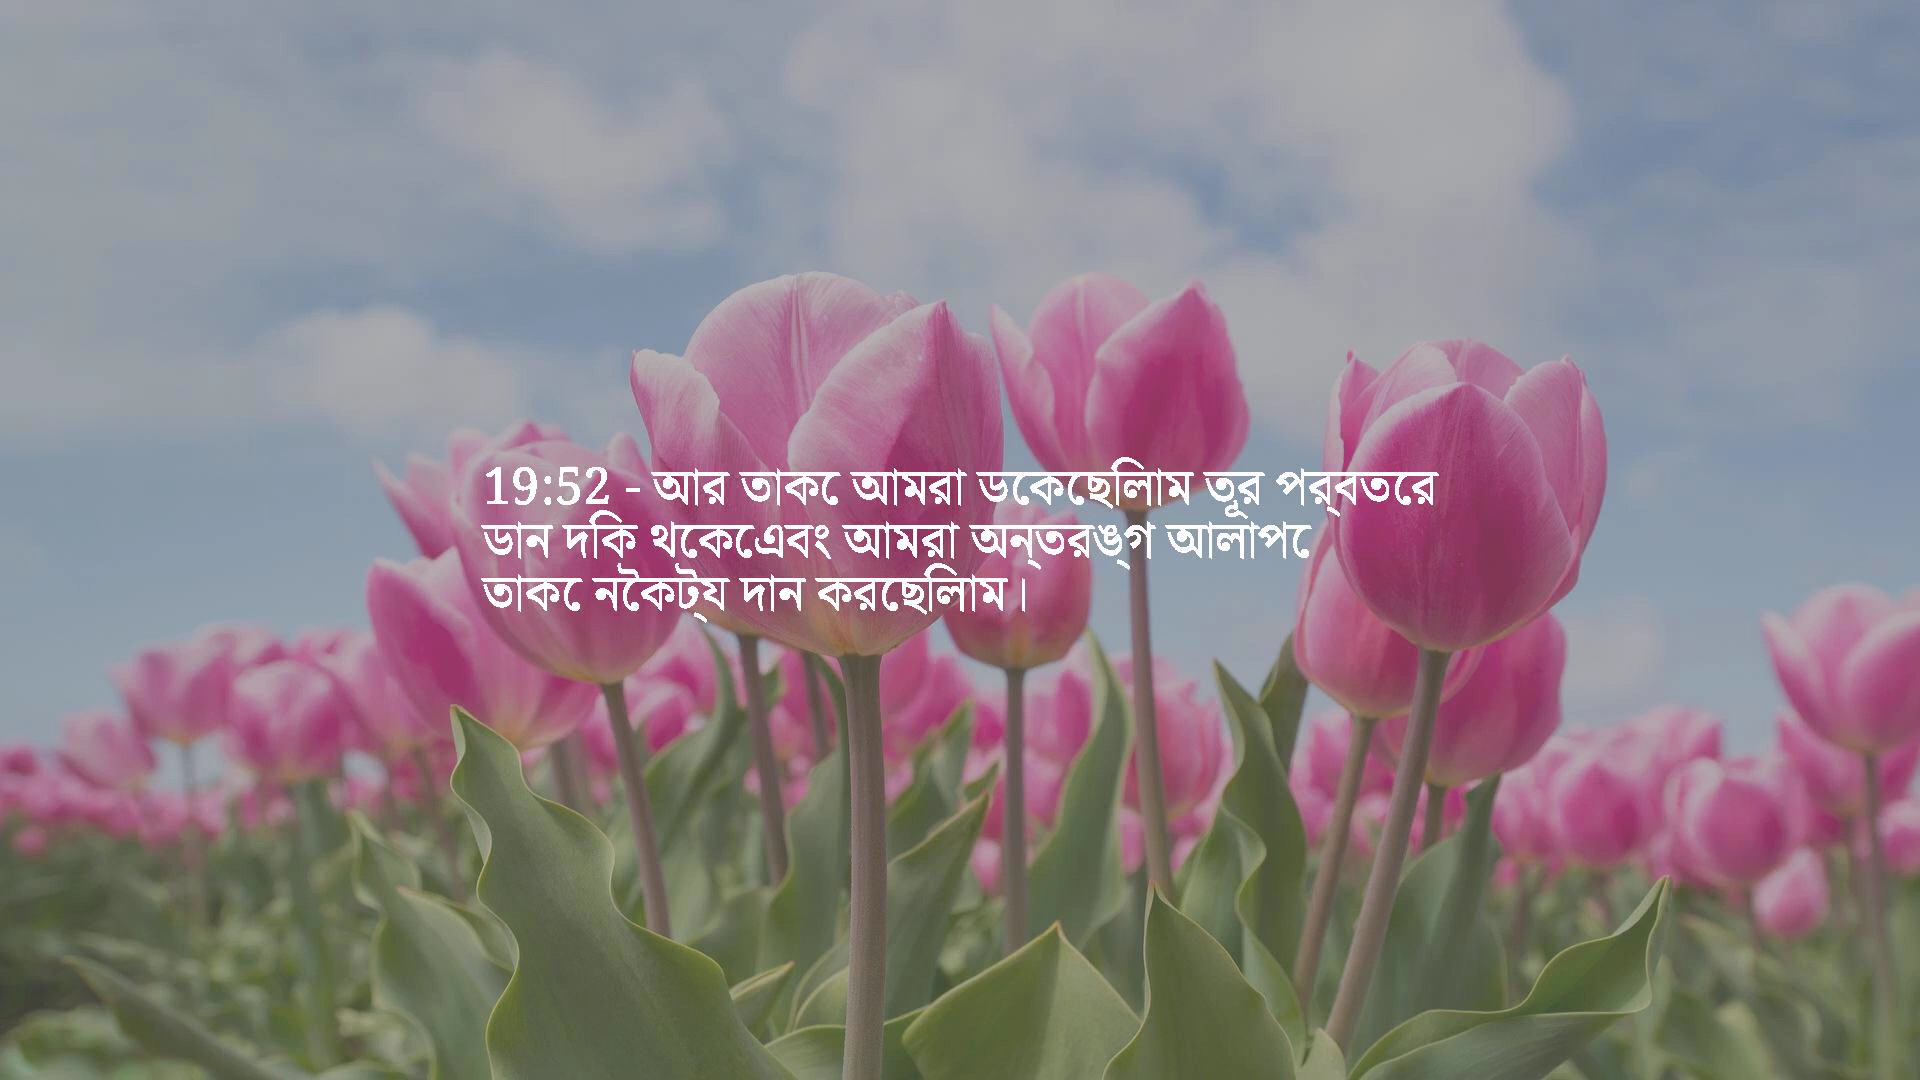 19:52 - আর তাকে আমরা ডেকেছিলাম তূর পর্বতের
ডান দিক থেকে এবং আমরা অন্তরঙ্গ আলাপে
তাকে নৈকট্য দান করেছিলাম।